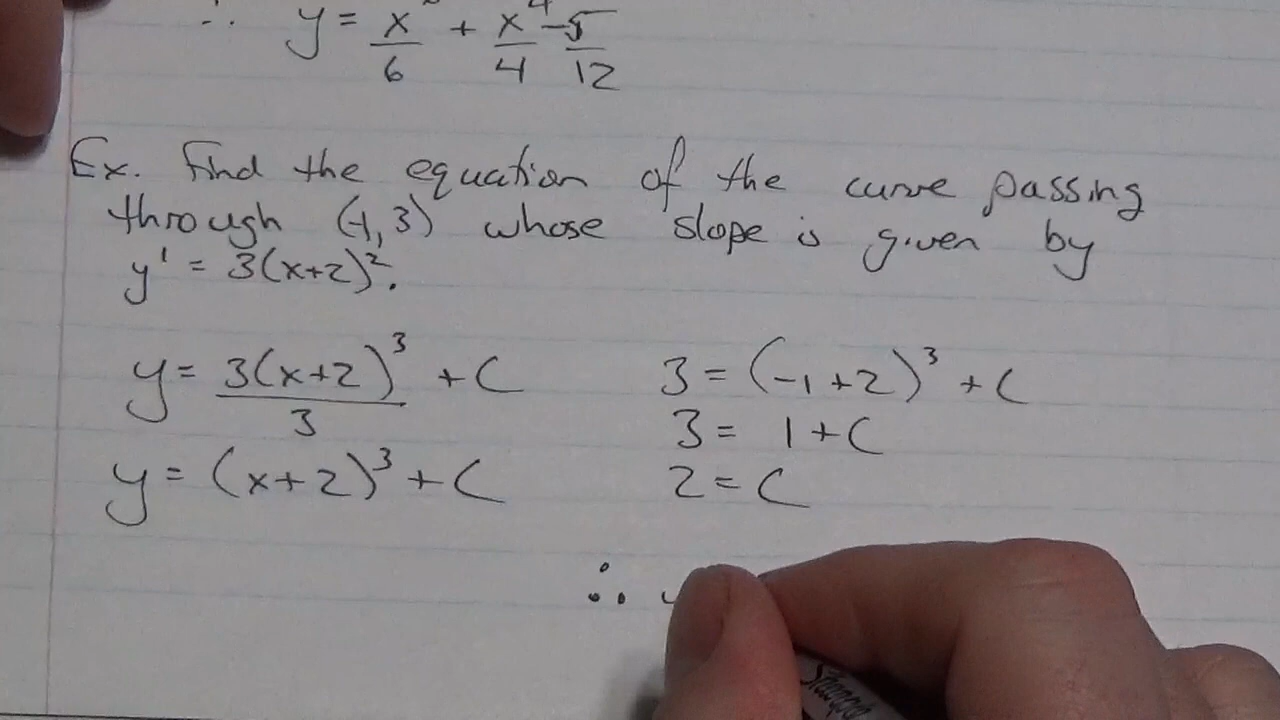 ∴ y = x/6 + x⁴/4 - 5/12
Ex. Find the equation of the curve passing
through (-1,3) whose slope is given by
y' = 3(x+2)².
y = 3(x+2)³/3 + C
y = (x+2)³ + C
3 = (-1+2)³ + C
3 = 1 + C
2 = C
∴